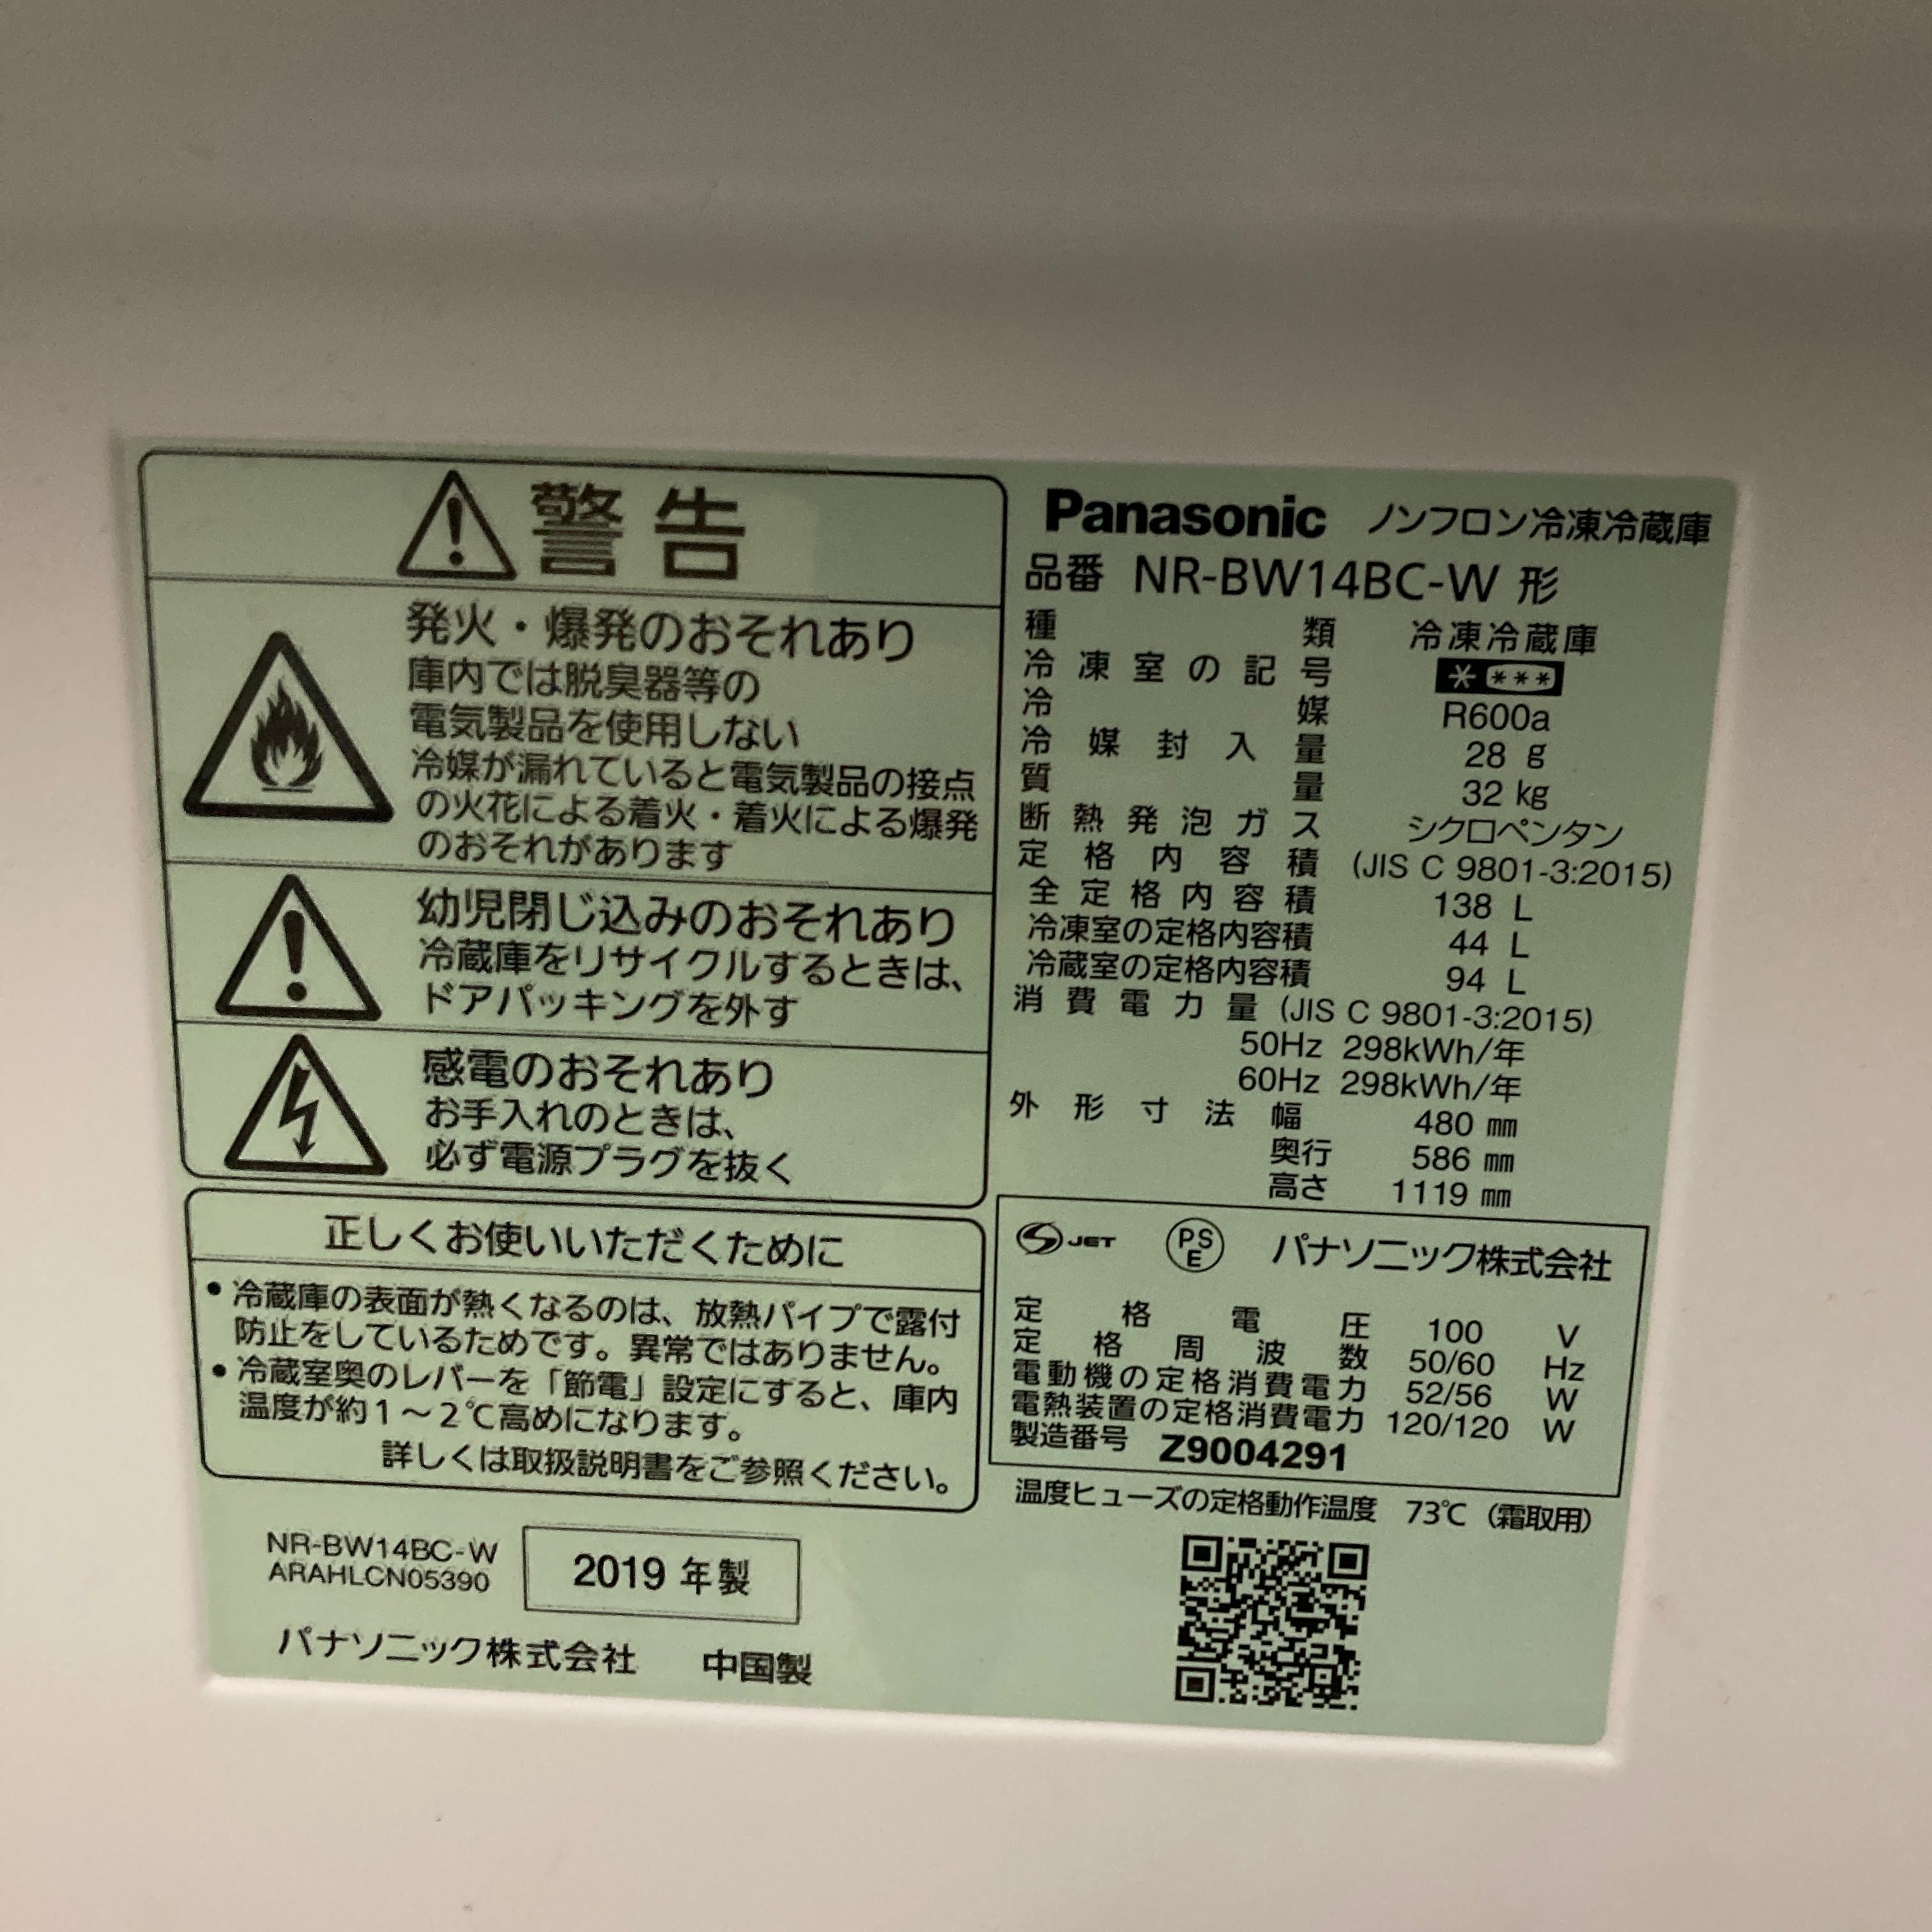 警告
発火・爆発のおそれあり
庫内では脱臭器等の
電気製品を使用しない
冷媒が漏れていると電気製品の接点
の火花による着火・着火による爆発
のおそれがあります
幼児閉じ込みのおそれあり
冷蔵庫をリサイクルするときは、
ドアパッキングを外す
感電のおそれあり
お手入れのときは、
必ず電源プラグを抜く
正しくお使いいただくために
• 冷蔵庫の表面が熱くなるのは、放熱パイプで露付
防止をしているためです。異常ではありません。
• 冷蔵室奥のレバーを「節電」設定にすると、庫内
温度が約1～2℃高めになります。
詳しくは取扱説明書をご参照ください。
NR-BW14BC-W
ARAHLCN05390
2019 年製
パナソニック株式会社 中国製
Panasonic ノンフロン冷凍冷蔵庫
品番 NR-BW14BC-W 形
種類 冷凍冷蔵庫
冷凍室の記号 * ***
冷媒 R600a
冷媒封入量 28 g
質量 32 kg
断熱発泡ガス シクロペンタン
定格内容積 (JIS C 9801-3:2015)
全定格内容積 138 L
冷凍室の定格内容積 44 L
冷蔵室の定格内容積 94 L
消費電力量 (JIS C 9801-3:2015)
50Hz 298kWh/年
60Hz 298kWh/年
外形寸法 幅 480 ㎜
奥行 586 ㎜
高さ 1119 ㎜
S JET PS E パナソニック株式会社
定格電圧 100 V
定格周波数 50/60 Hz
電動機の定格消費電力 52/56 W
電熱装置の定格消費電力 120/120 W
製造番号 Z9004291
温度ヒューズの定格動作温度 73℃ (霜取用)